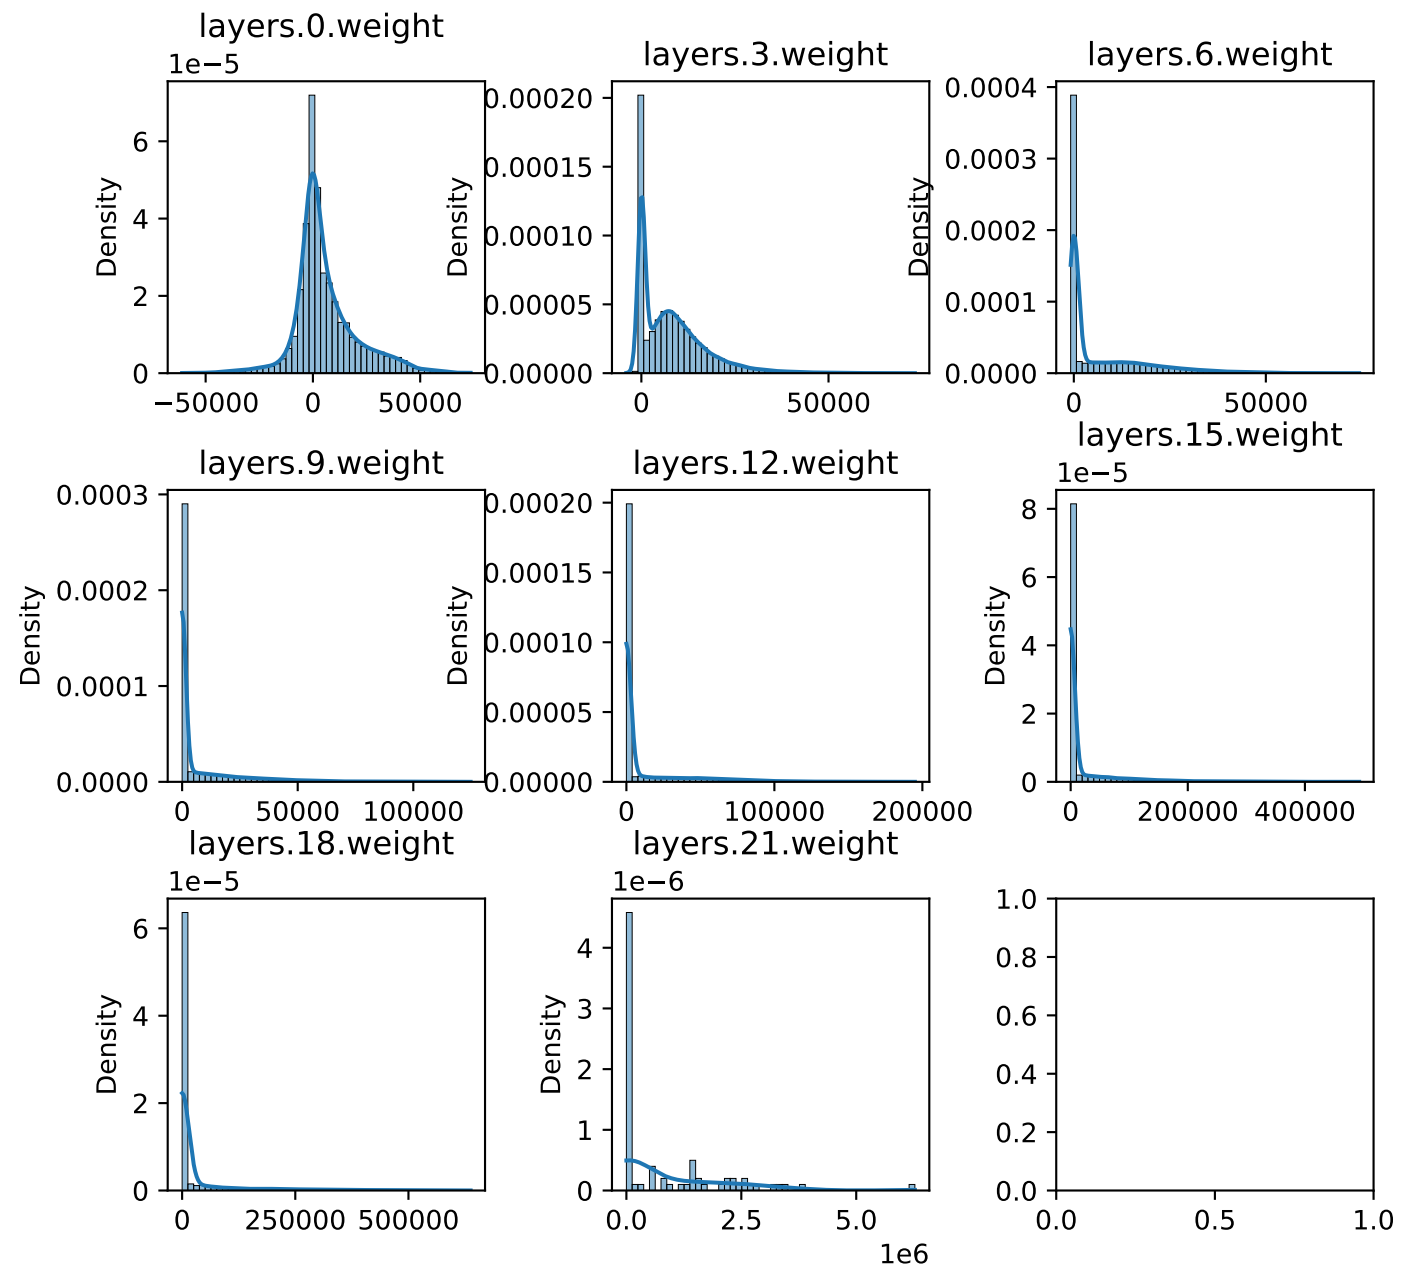 layers.0.weight
1e−5
Density
6
4
2
0
−50000 0 50000
layers.3.weight
Density
0.00020
0.00015
0.00010
0.00005
0.00000
0 50000
layers.6.weight
Density
0.0004
0.0003
0.0002
0.0001
0.0000
0 50000
layers.9.weight
Density
0.0003
0.0002
0.0001
0.0000
0 50000 100000
layers.12.weight
Density
0.00020
0.00015
0.00010
0.00005
0.00000
0 100000 200000
layers.15.weight
1e−5
Density
8
6
4
2
0
0 200000 400000
layers.18.weight
1e−5
Density
6
4
2
0
0 250000 500000
layers.21.weight
1e−6
Density
4
3
2
1
0
0.0 2.5 5.0
1e6
1.0
0.8
0.6
0.4
0.2
0.0
0.0 0.5 1.0